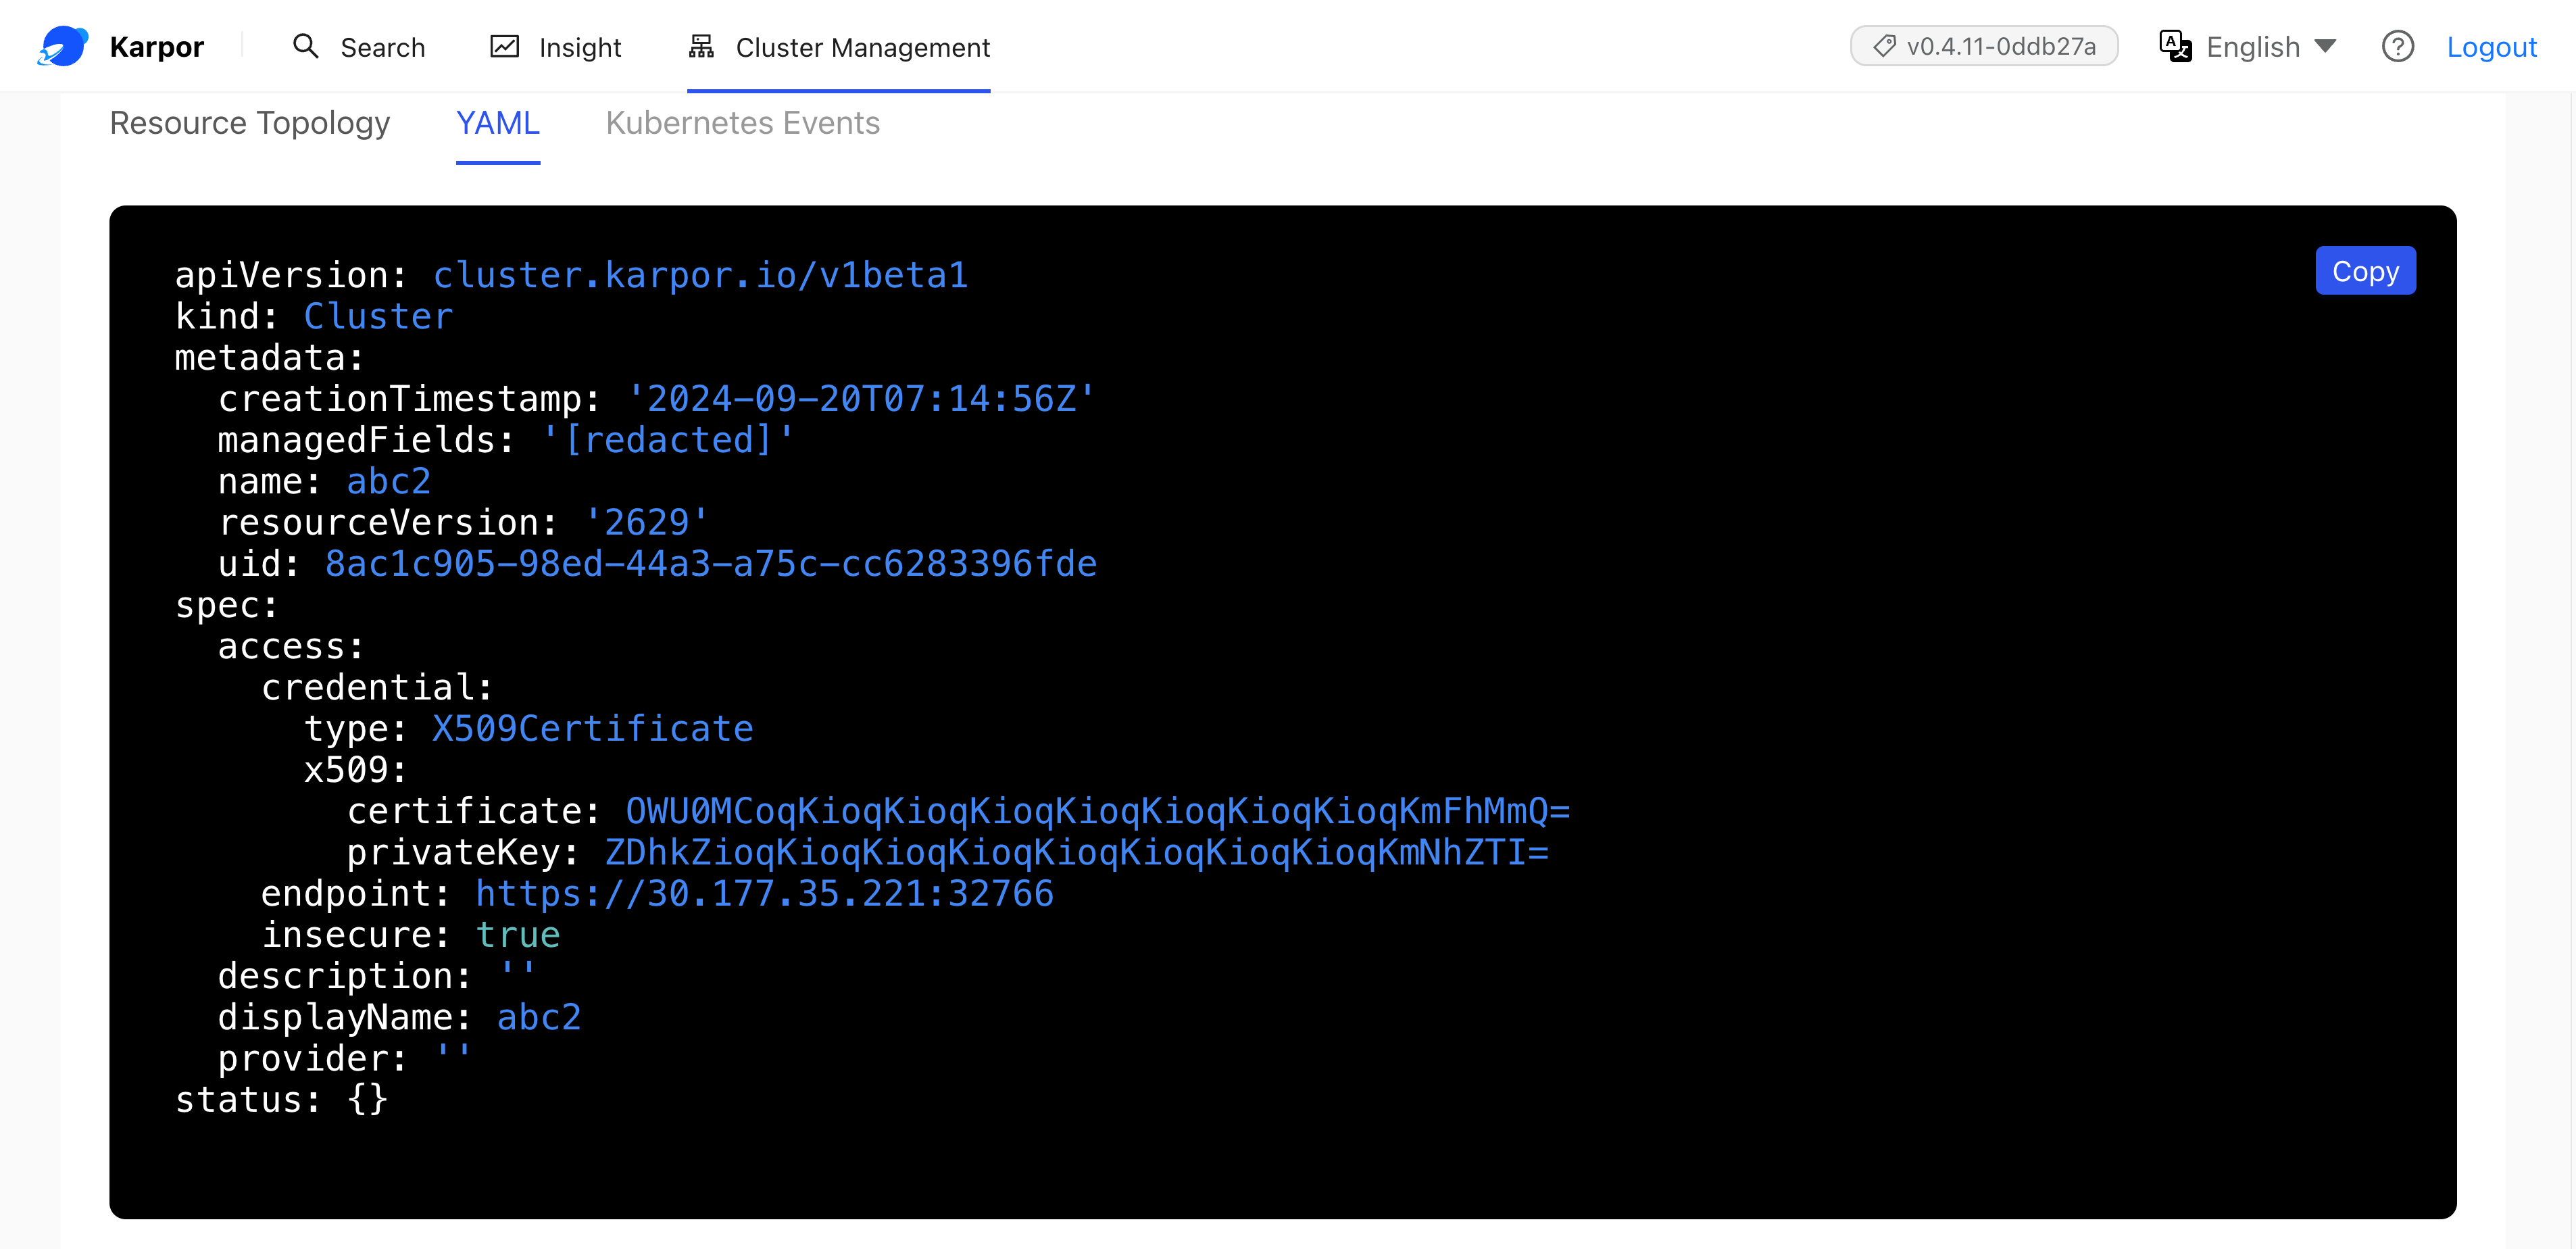 Karpor
Search
Insight
Cluster Management
v0.4.11-0ddb27a
English
Logout
Resource Topology
YAML
Kubernetes Events
Copy
apiVersion: cluster.karpor.io/v1beta1
kind: Cluster
metadata:
  creationTimestamp: '2024-09-20T07:14:56Z'
  managedFields: '[redacted]'
  name: abc2
  resourceVersion: '2629'
  uid: 8ac1c905-98ed-44a3-a75c-cc6283396fde
spec:
  access:
    credential:
      type: X509Certificate
      x509:
        certificate: OWU0MCoqKioqKioqKioqKioqKioqKioqKioqKmFhMmQ=
        privateKey: ZDhkZioqKioqKioqKioqKioqKioqKioqKioqKmNhZTI=
    endpoint: https://30.177.35.221:32766
    insecure: true
  description: ''
  displayName: abc2
  provider: ''
status: {}